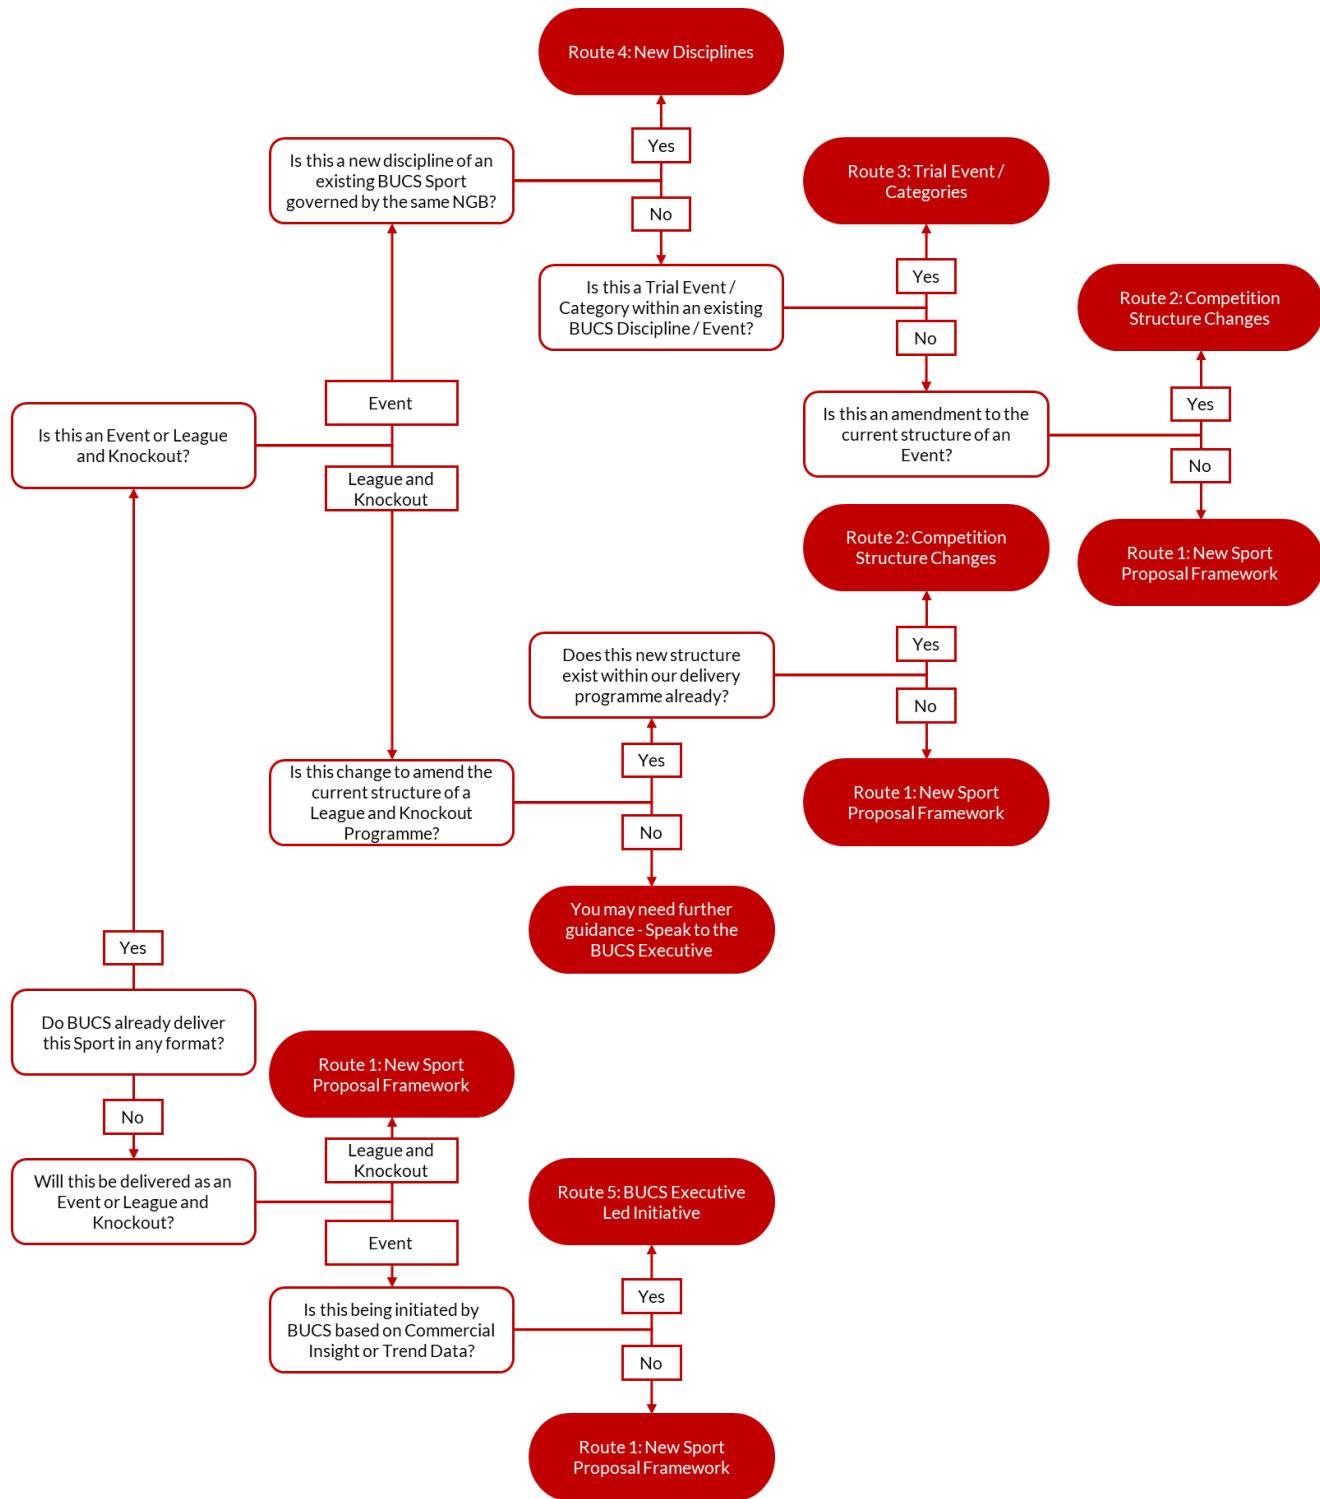 Route 4: New Disciplines
Yes
Is this a new discipline of an
existing BUCS Sport
governed by the same NGB?
No
Route 3: Trial Event /
Categories
Yes
Is this a Trial Event /
Category within an existing
BUCS Discipline / Event?
No
Route 2: Competition
Structure Changes
Yes
Is this an amendment to the
current structure of an
Event?
No
Route 1: New Sport
Proposal Framework
Event
Is this an Event or League
and Knockout?
League and
Knockout
Route 2: Competition
Structure Changes
Yes
Does this new structure
exist within our delivery
programme already?
No
Route 1: New Sport
Proposal Framework
Yes
Is this change to amend the
current structure of a
League and Knockout
Programme?
No
You may need further
guidance - Speak to the
BUCS Executive
Yes
Do BUCS already deliver
this Sport in any format?
No
Route 1: New Sport
Proposal Framework
League and
Knockout
Will this be delivered as an
Event or League and
Knockout?
Event
Route 5: BUCS Executive
Led Initiative
Yes
Is this being initiated by
BUCS based on Commercial
Insight or Trend Data?
No
Route 1: New Sport
Proposal Framework